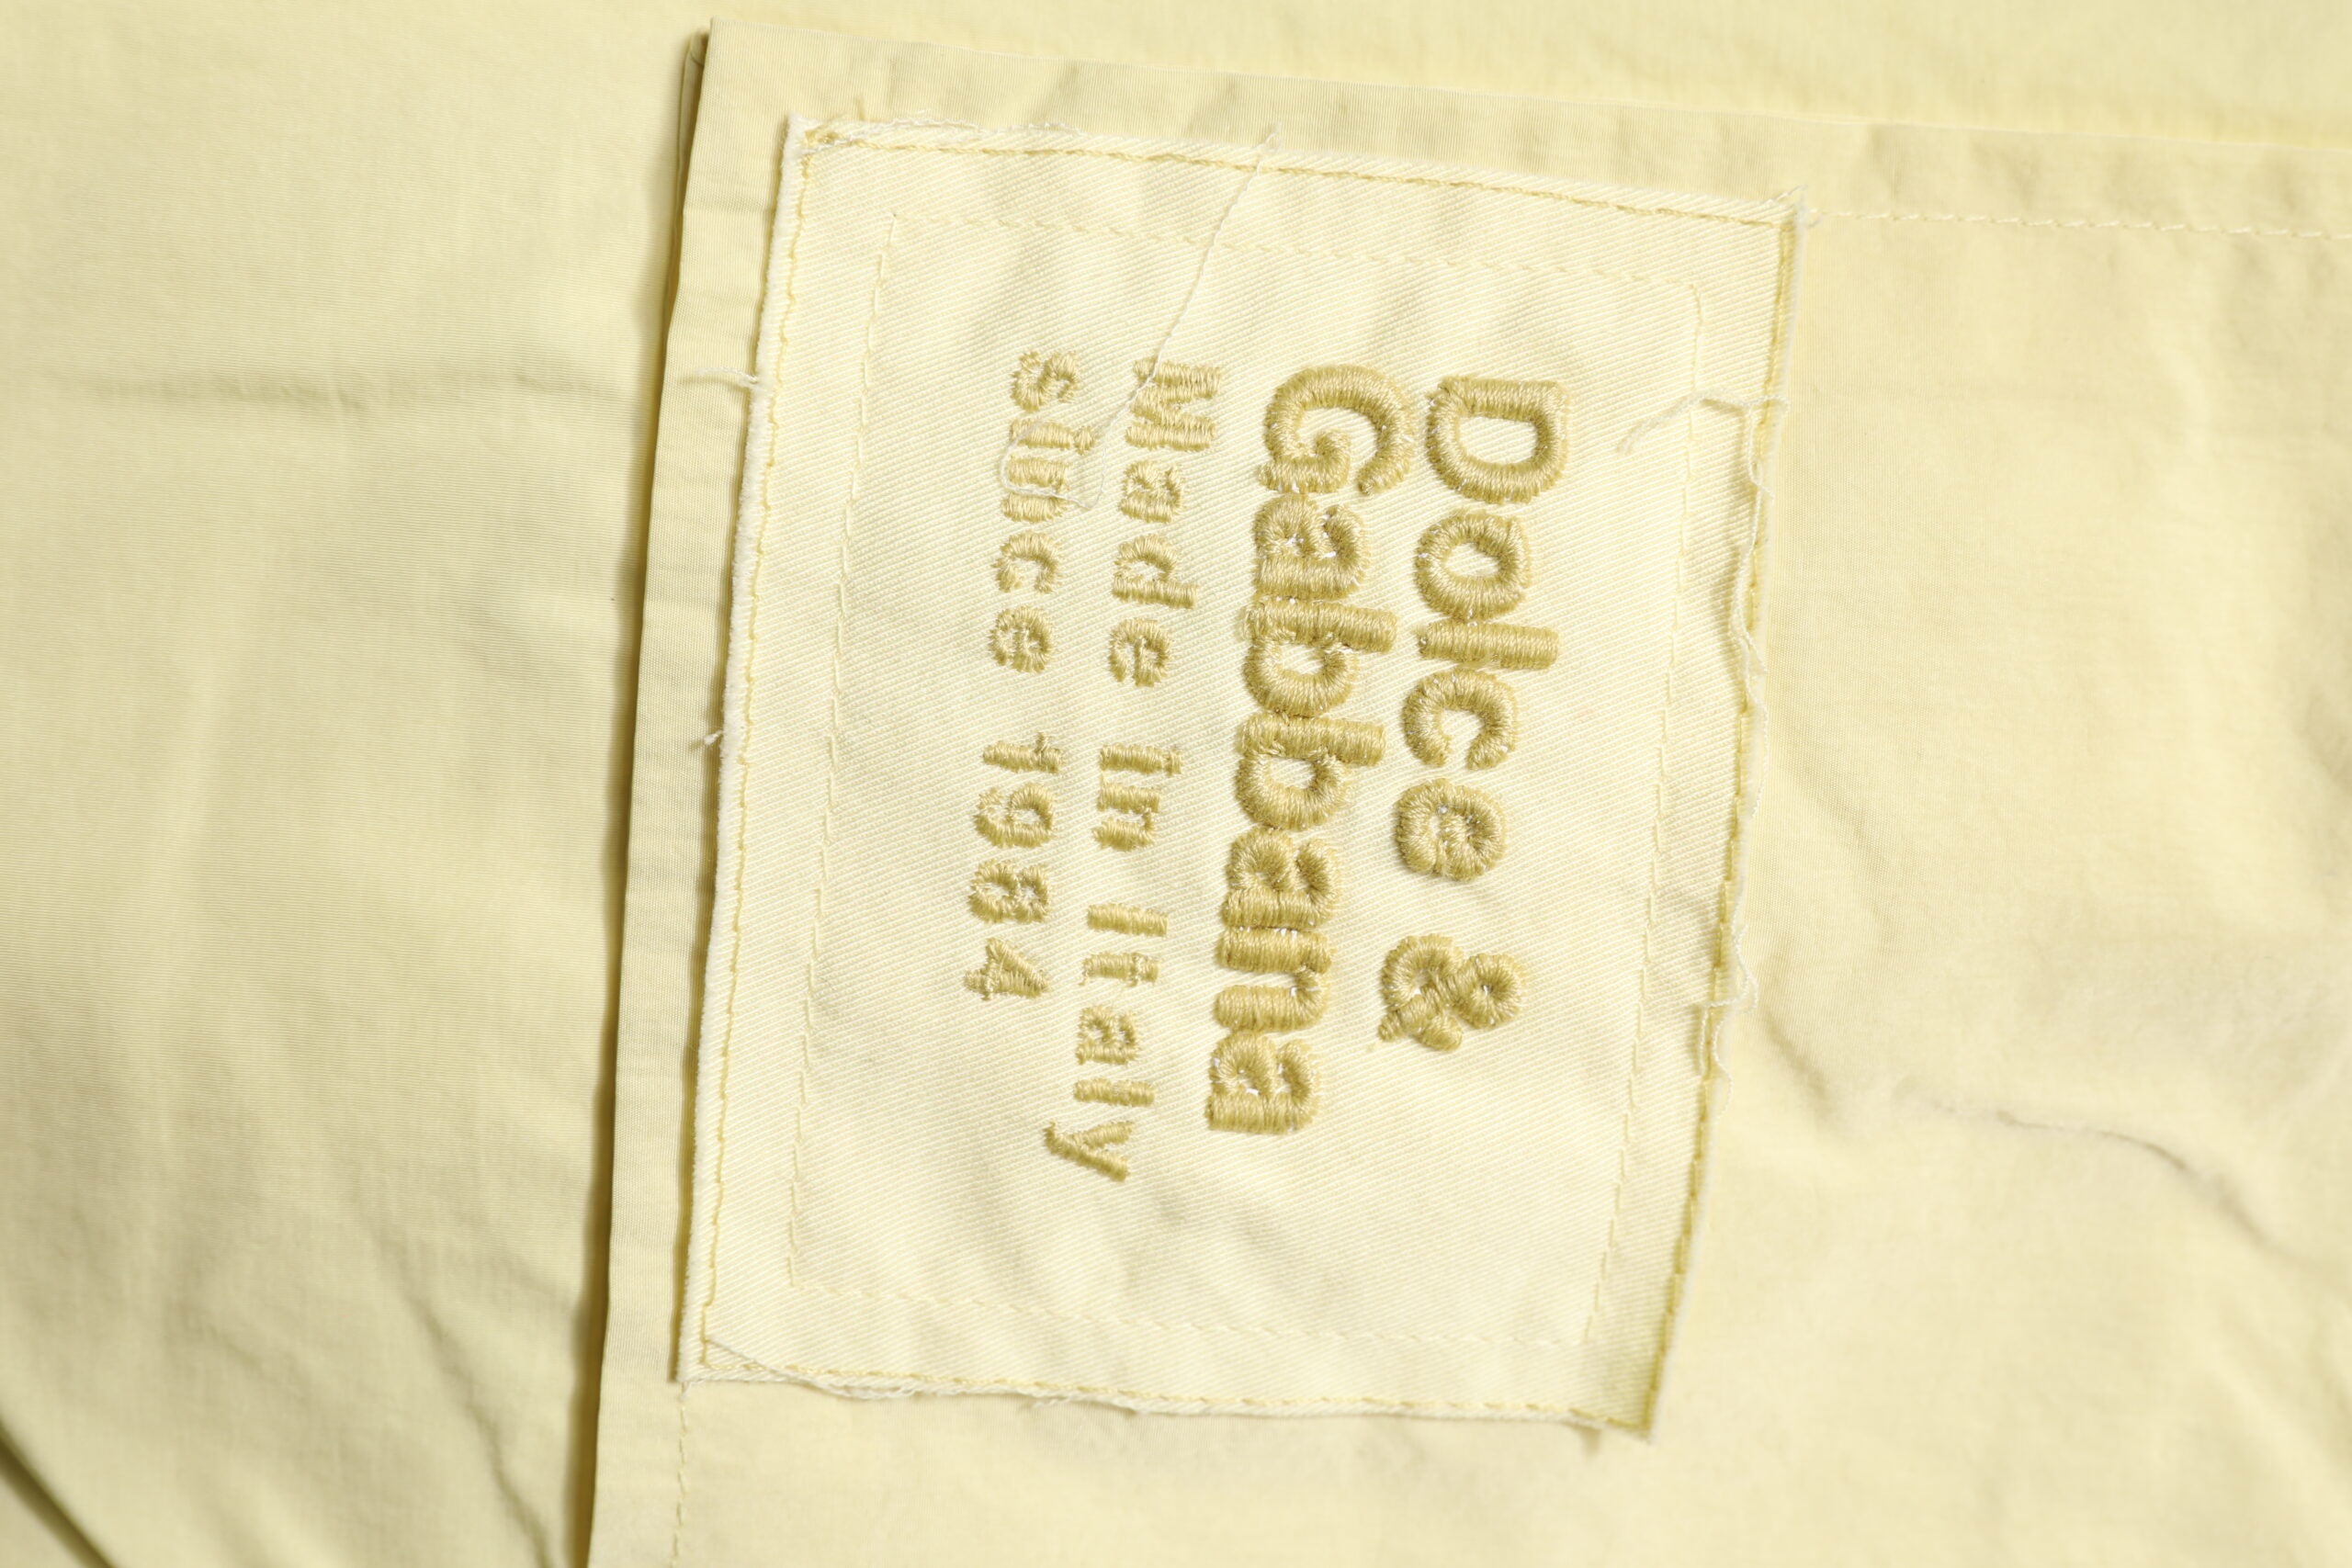 Dolce &
Gabbana
Made in Italy
since 1984